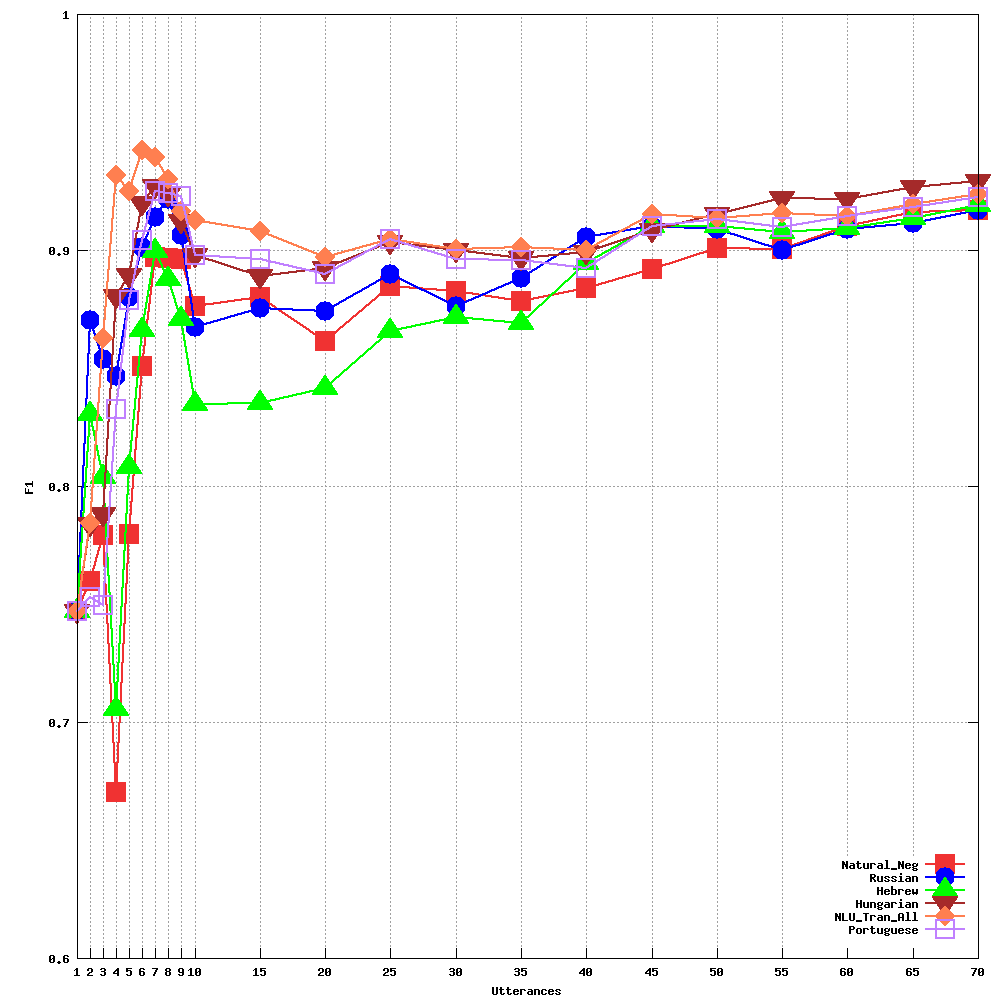 1
0.9
0.8
F1
0.7
0.6
Natural_Neg
Russian
Hebrew
Hungarian
NLU_Tran_All
Portuguese
1 2 3 4 5 6 7 8 9 10 15 20 25 30 35 40 45 50 55 60 65 70
Utterances